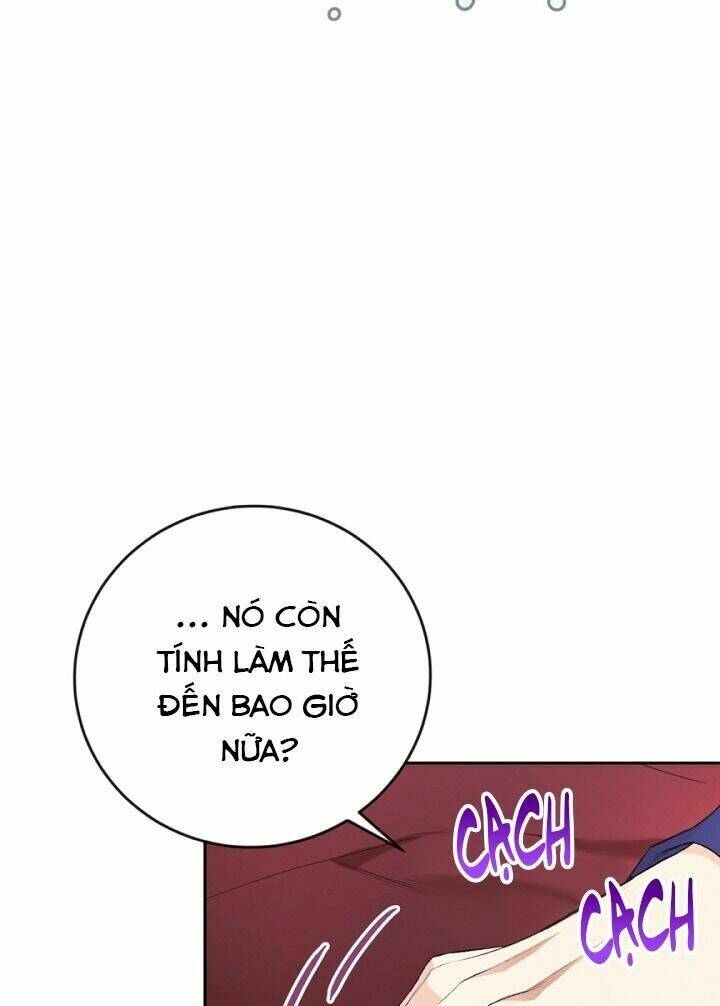 ... NÓ CÒN
TÍNH LÀM THẾ
ĐẾN BAO GIỜ
NỮA?
CẠCH
CẠCH